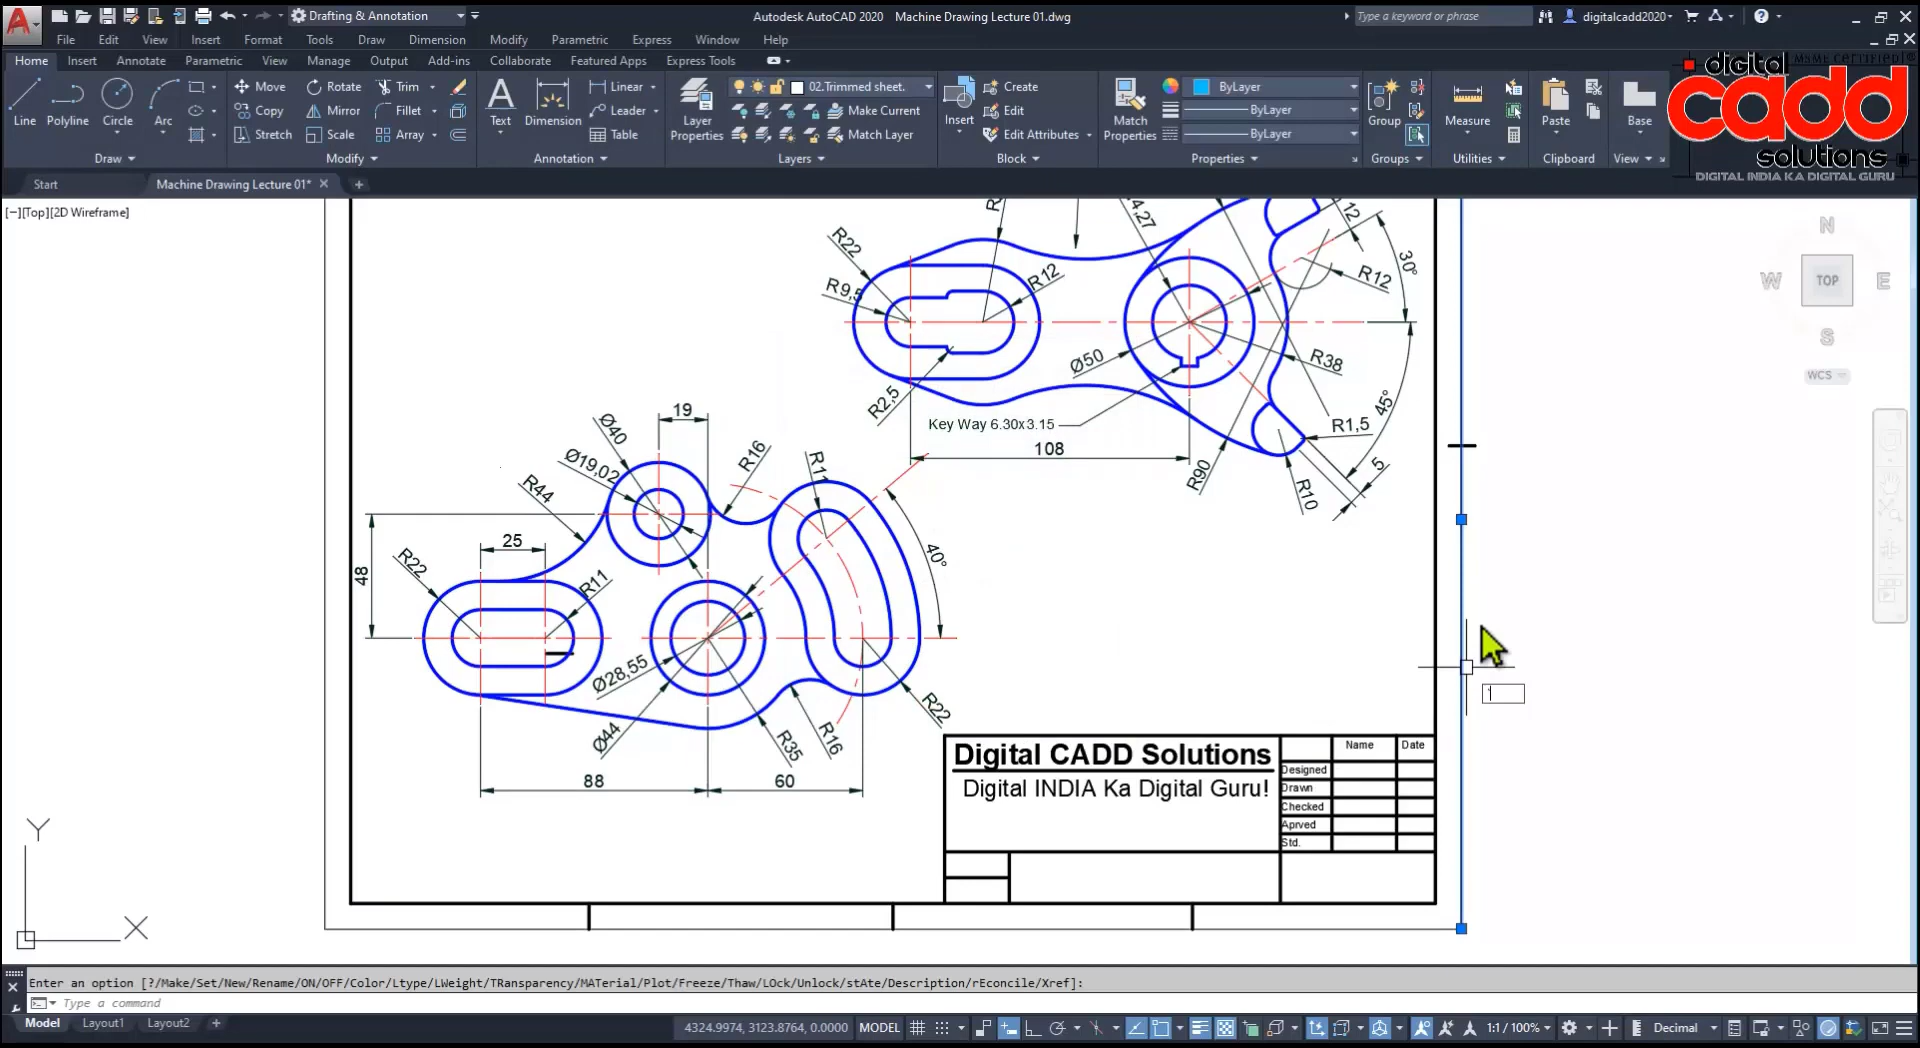 Drafting & Annotation
Autodesk AutoCAD 2020 Machine Drawing Lecture 01.dwg
Type a keyword or phrase
digitalcadd2020
File Edit View Insert Format Tools Draw Dimension Modify Parametric Express Window Help
Home Insert Annotate Parametric View Manage Output Add-ins Collaborate Featured Apps Express Tools
Line
Polyline
Circle
Arc
Move
Copy
Stretch
Rotate
Mirror
Scale
Trim
Fillet
Array
Text
Dimension
Linear
Leader
Table
Layer
Properties
02.Trimmed sheet.
Make Current
Match Layer
Insert
Create
Edit
Edit Attributes
Match
Properties
ByLayer
ByLayer
ByLayer
Group
Measure
Paste
Base
Draw
Modify
Annotation
Layers
Block
Properties
Groups
Utilities
Clipboard
View
digital
MSME CERTIFIED
cadd
solutions
DIGITAL INDIA KA DIGITAL GURU
Start
Machine Drawing Lecture 01*
[−][Top][2D Wireframe]
N
W
TOP
E
S
WCS
R22
R9,5
R12
R2,5
Ø50
Key Way 6.30x3.15
108
12
30°
R12
R38
45°
R1,5
5
R90
R10
19
Ø40
Ø19,02
R44
R16
R11
40°
25
48
R22
R11
Ø28,55
Ø44
R35
R16
R22
88
60
Digital CADD Solutions
Digital INDIA Ka Digital Guru!
Name Date
Designed
Drawn
Checked
Aprved
Std.
Y
X
Enter an option [?/Make/Set/New/Rename/ON/OFF/Color/Ltype/LWeight/TRansparency/MATerial/Plot/Freeze/Thaw/LOck/Unlock/stAte/Description/rEconcile/Xref]:
Type a command
Model Layout1 Layout2
4324.9974, 3123.8764, 0.0000 MODEL
1:1 / 100%
Decimal